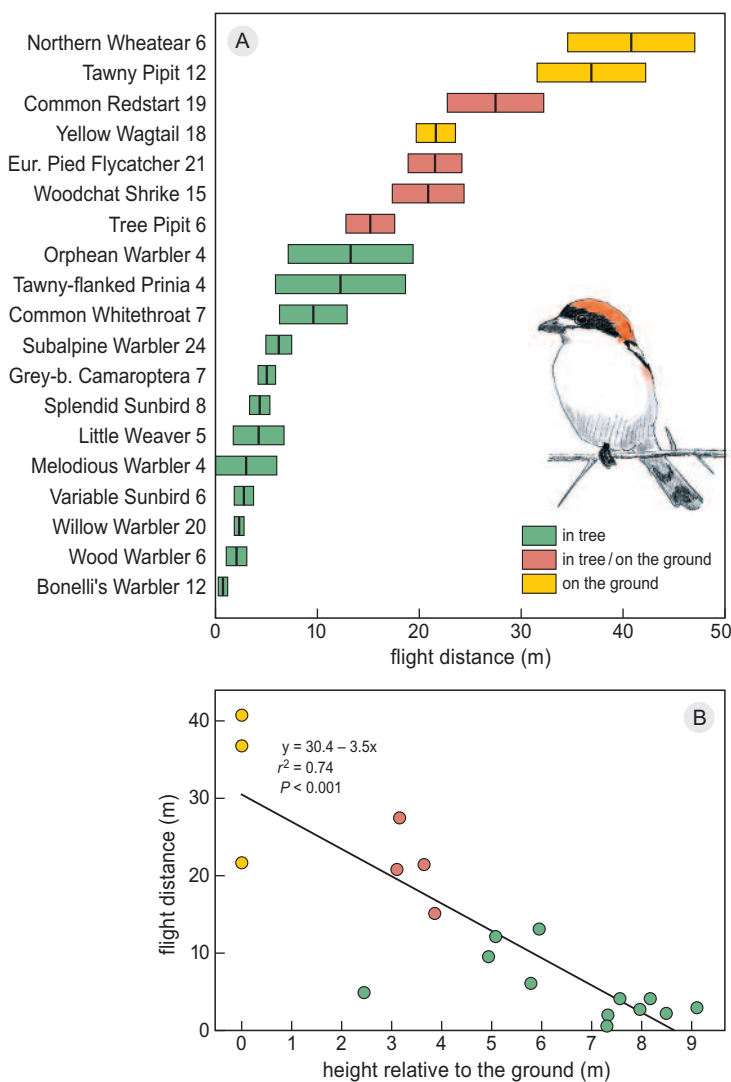 A
Northern Wheatear 6
Tawny Pipit 12
Common Redstart 19
Yellow Wagtail 18
Eur. Pied Flycatcher 21
Woodchat Shrike 15
Tree Pipit 6
Orphean Warbler 4
Tawny-flanked Prinia 4
Common Whitethroat 7
Subalpine Warbler 24
Grey-b. Camaroptera 7
Splendid Sunbird 8
Little Weaver 5
Melodious Warbler 4
Variable Sunbird 6
Willow Warbler 20
Wood Warbler 6
Bonelli's Warbler 12
in tree
in tree / on the ground
on the ground
0 10 20 30 40 50
flight distance (m)
B
y = 30.4 – 3.5x
r² = 0.74
P < 0.001
flight distance (m)
40
30
20
10
0
0 1 2 3 4 5 6 7 8 9
height relative to the ground (m)